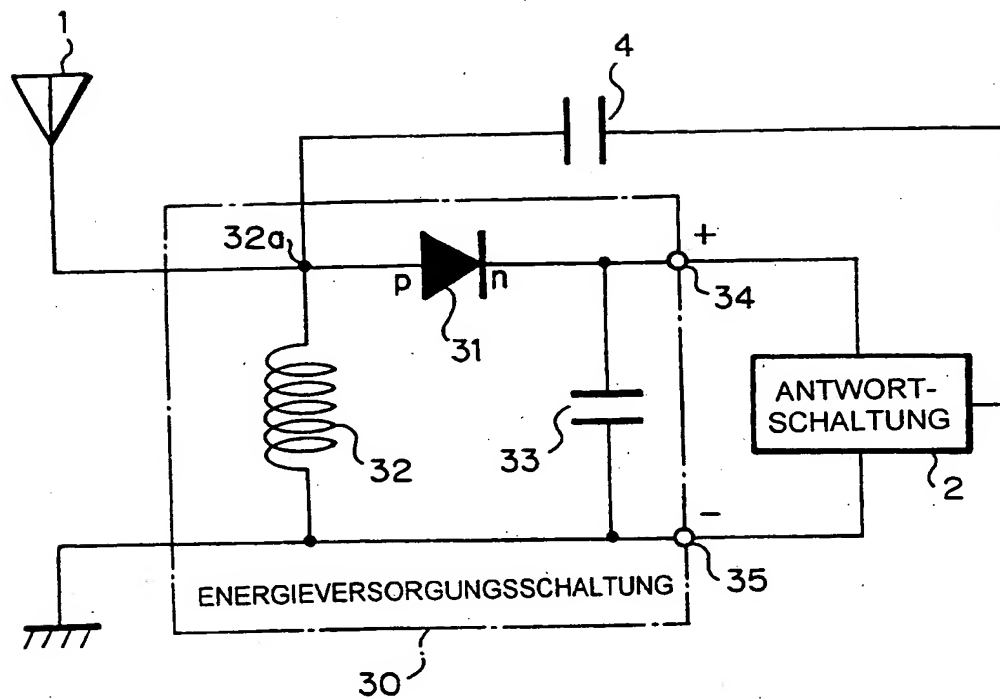 1
4
32a
p
n
+
34
31
ANTWORT-
SCHALTUNG
32
33
2
−
35
ENERGIEVERSORGUNGSSCHALTUNG
30